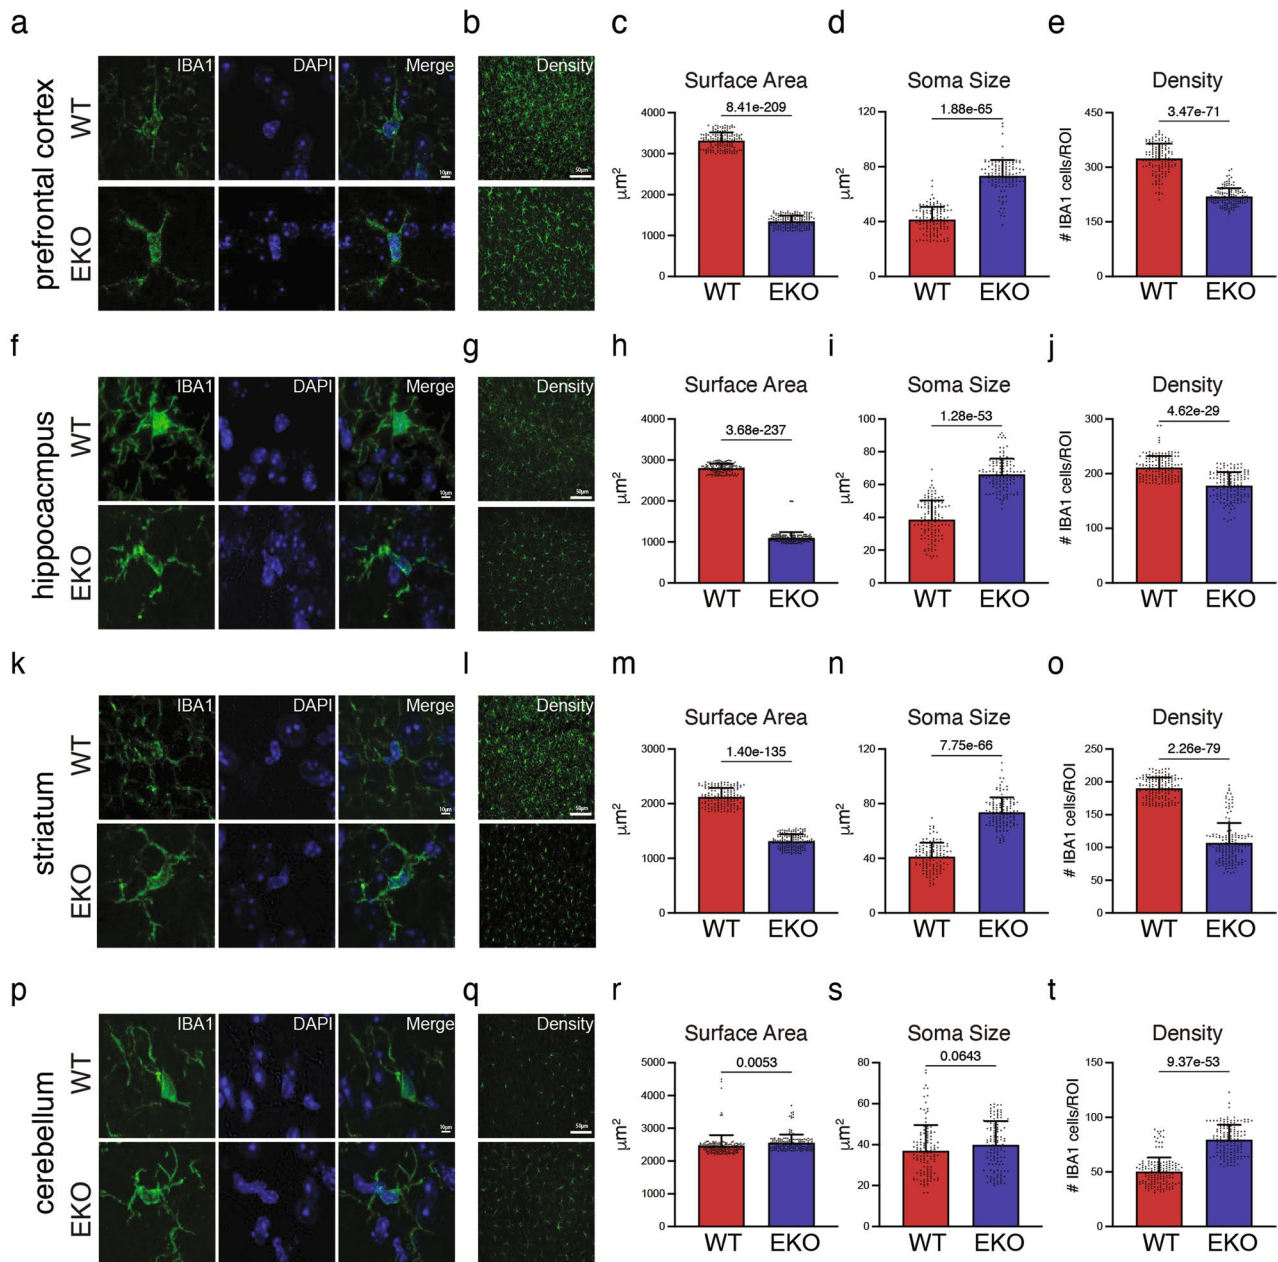 a
b
c
d
e
prefrontal cortex
WT
EKO
IBA1
DAPI
Merge
10µm
Density
50µm
Surface Area
8.41e-209
4000
3000
2000
1000
0
µm²
WT
EKO
Soma Size
1.88e-65
120
80
40
0
µm²
WT
EKO
Density
3.47e-71
450
300
150
0
# IBA1 cells/ROI
WT
EKO
f
g
h
i
j
hippocacmpus
WT
EKO
IBA1
DAPI
Merge
10µm
Density
50µm
Surface Area
3.68e-237
4000
3000
2000
1000
0
µm²
WT
EKO
Soma Size
1.28e-53
100
80
60
40
20
0
µm²
WT
EKO
Density
4.62e-29
300
200
100
0
# IBA1 cells/ROI
WT
EKO
k
l
m
n
o
striatum
WT
EKO
IBA1
DAPI
Merge
10µm
Density
50µm
Surface Area
1.40e-135
3000
2000
1000
0
µm²
WT
EKO
Soma Size
7.75e-66
120
80
40
0
µm²
WT
EKO
Density
2.26e-79
250
200
150
100
50
0
# IBA1 cells/ROI
WT
EKO
p
q
r
s
t
cerebellum
WT
EKO
IBA1
DAPI
Merge
10µm
Density
50µm
Surface Area
0.0053
5000
4000
3000
2000
1000
0
µm²
WT
EKO
Soma Size
0.0643
80
60
40
20
0
µm²
WT
EKO
Density
9.37e-53
150
100
50
0
# IBA1 cells/ROI
WT
EKO